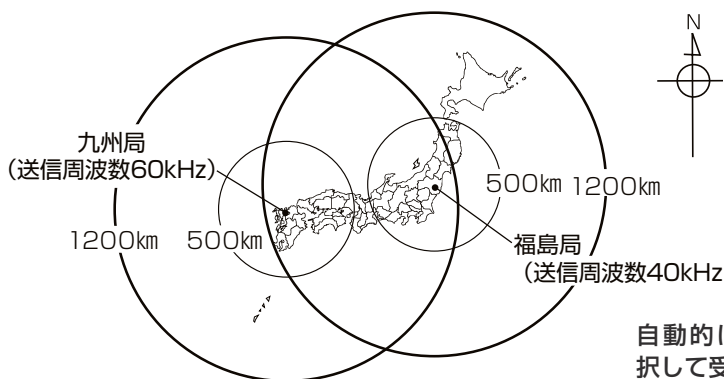 N
九州局
（送信周波数60kHz）
500km 1200km
1200km 500km
福島局
（送信周波数40kHz
自動的に
択して受